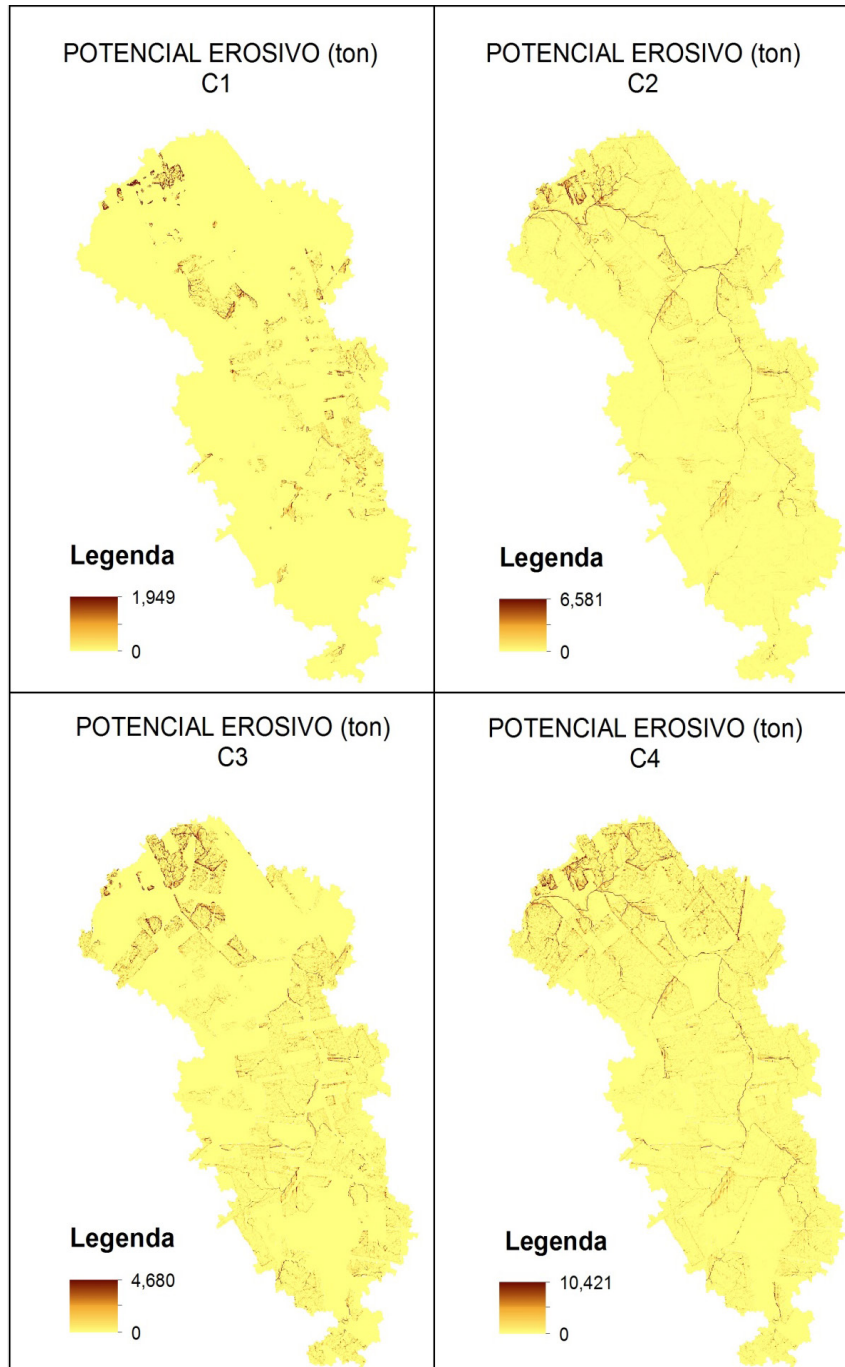 POTENCIAL EROSIVO (ton)
C1
Legenda
1,949
0
POTENCIAL EROSIVO (ton)
C2
Legenda
6,581
0
POTENCIAL EROSIVO (ton)
C3
Legenda
4,680
0
POTENCIAL EROSIVO (ton)
C4
Legenda
10,421
0